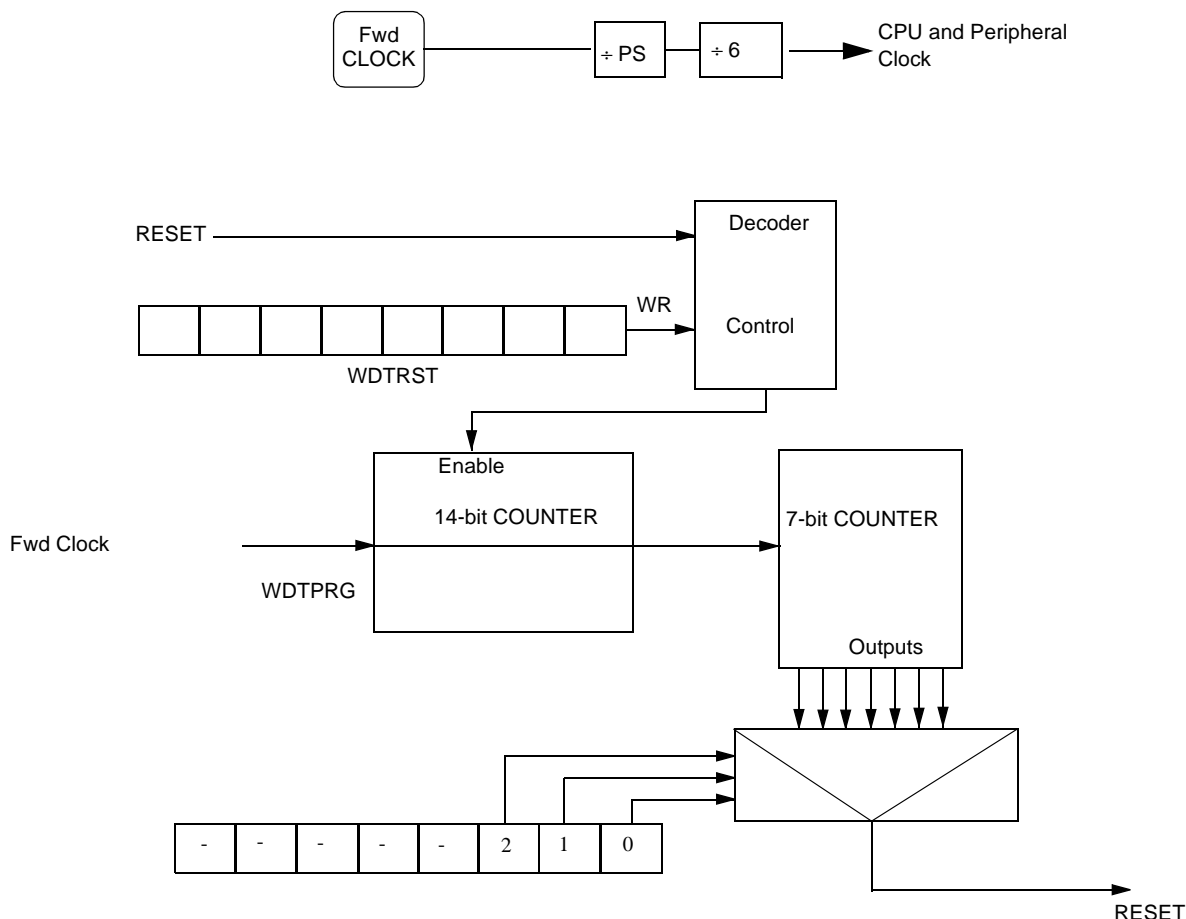 Fwd
CLOCK
÷ PS
÷ 6
CPU and Peripheral
Clock
RESET
Decoder
WR
Control
WDTRST
Enable
14-bit COUNTER
7-bit COUNTER
Fwd Clock
WDTPRG
Outputs
- - - - - 2 1 0
RESET